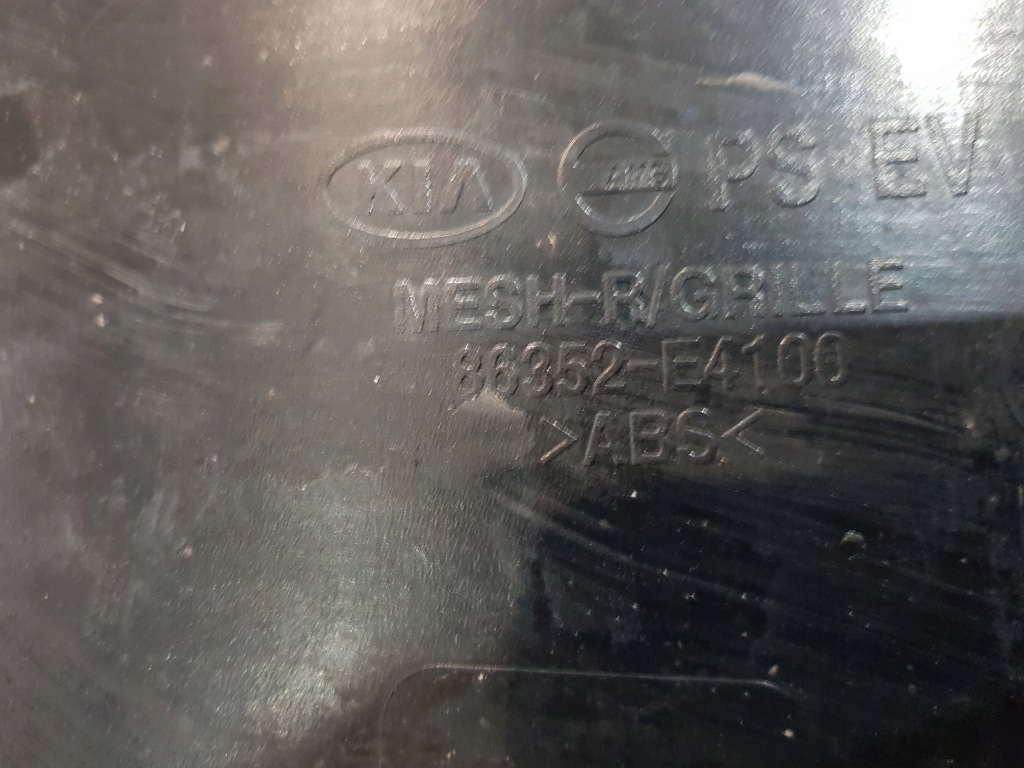 KIA PS EV
MESH-R/GRILLE
86352-E4100
>ABS<